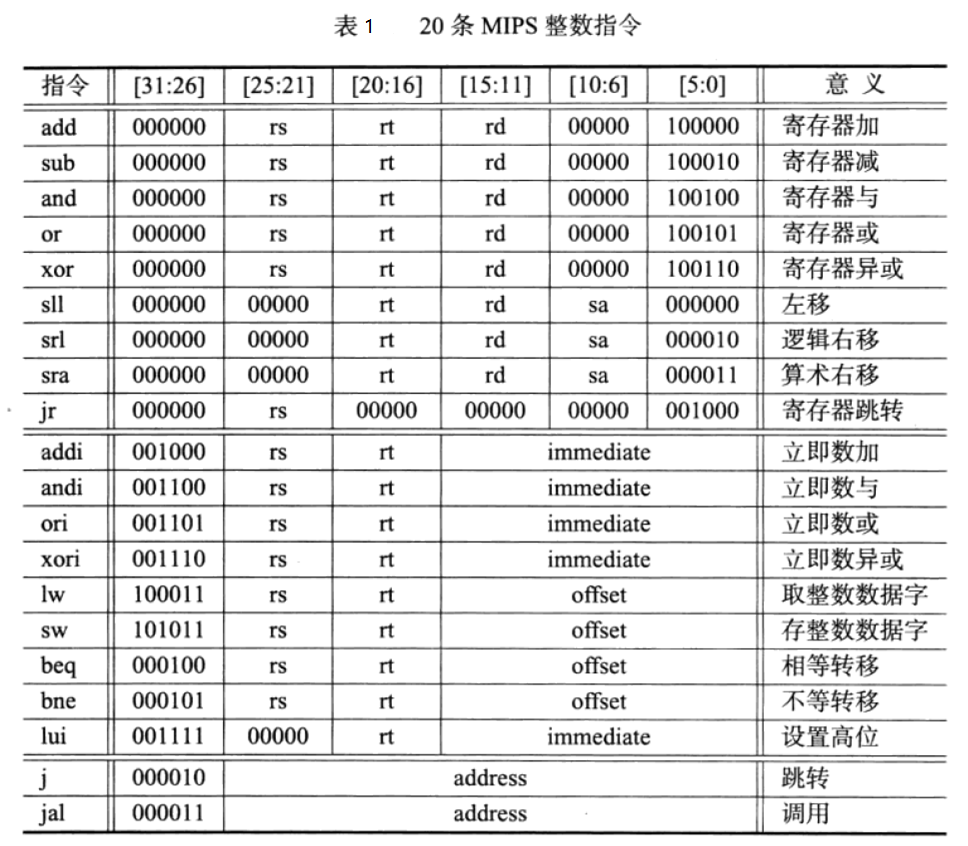 表 1 20 条 MIPS 整数指令
指令 [31:26] [25:21] [20:16] [15:11] [10:6] [5:0] 意 义
add 000000 rs rt rd 00000 100000 寄存器加
sub 000000 rs rt rd 00000 100010 寄存器减
and 000000 rs rt rd 00000 100100 寄存器与
or 000000 rs rt rd 00000 100101 寄存器或
xor 000000 rs rt rd 00000 100110 寄存器异或
sll 000000 00000 rt rd sa 000000 左移
srl 000000 00000 rt rd sa 000010 逻辑右移
sra 000000 00000 rt rd sa 000011 算术右移
jr 000000 rs 00000 00000 00000 001000 寄存器跳转
addi 001000 rs rt immediate 立即数加
andi 001100 rs rt immediate 立即数与
ori 001101 rs rt immediate 立即数或
xori 001110 rs rt immediate 立即数异或
lw 100011 rs rt offset 取整数数据字
sw 101011 rs rt offset 存整数数据字
beq 000100 rs rt offset 相等转移
bne 000101 rs rt offset 不等转移
lui 001111 00000 rt immediate 设置高位
j 000010 address 跳转
jal 000011 address 调用